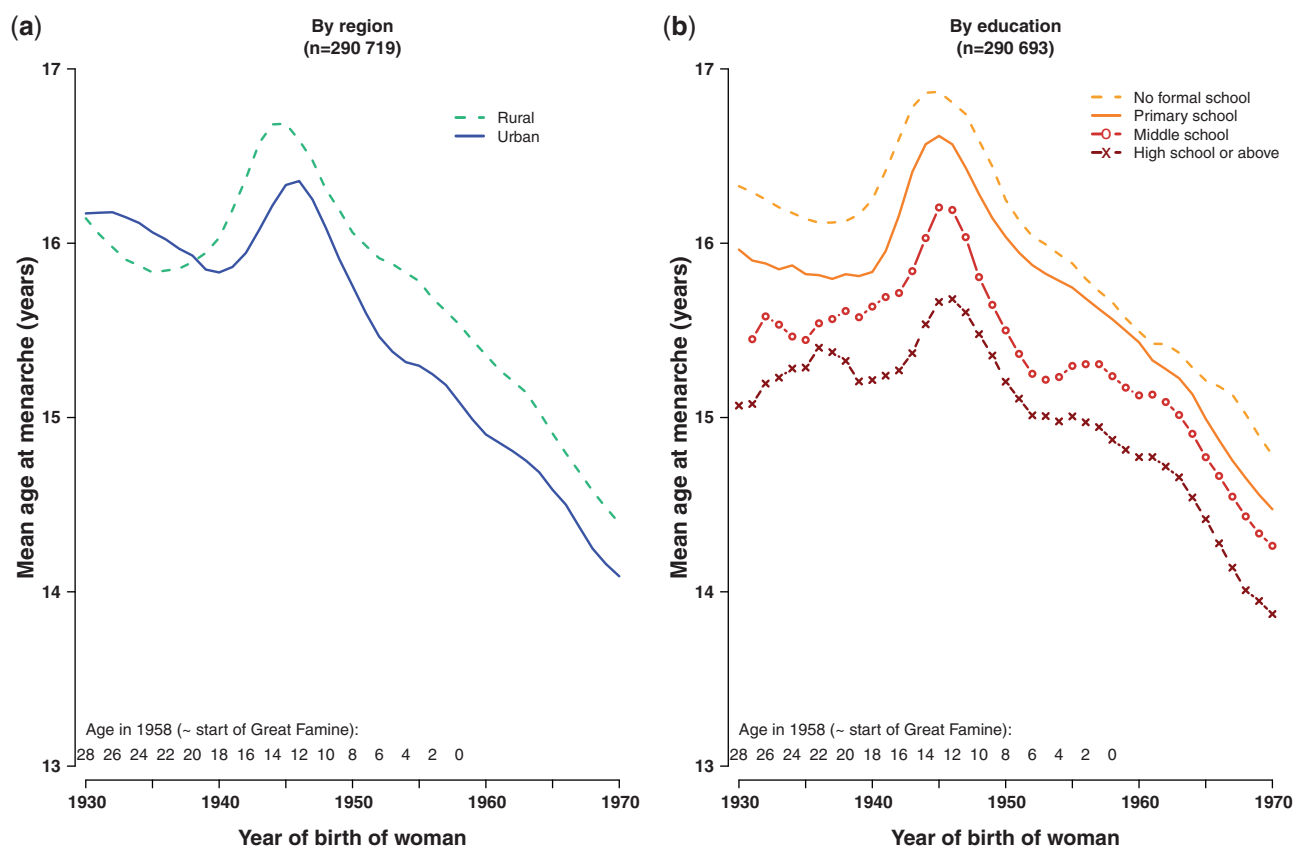 (a)
By region
(n=290 719)
17
16
15
14
13
Mean age at menarche (years)
Rural
Urban
Age in 1958 (~ start of Great Famine):
28 26 24 22 20 18 16 14 12 10 8 6 4 2 0
1930 1940 1950 1960 1970
Year of birth of woman
(b)
By education
(n=290 693)
17
16
15
14
13
Mean age at menarche (years)
No formal school
Primary school
Middle school
High school or above
Age in 1958 (~ start of Great Famine):
28 26 24 22 20 18 16 14 12 10 8 6 4 2 0
1930 1940 1950 1960 1970
Year of birth of woman